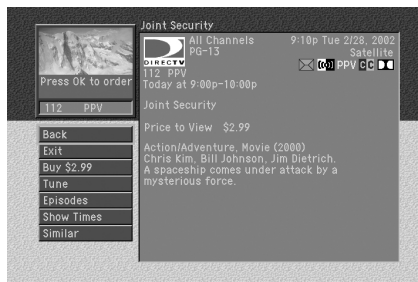 Joint Security
All Channels 9:10p Tue 2/28, 2002
PG-13 Satellite
DIRECTV PPV CC
112 PPV
Today at 9:00p-10:00p
Press OK to order
112 PPV
Joint Security
Price to View $2.99
Action/Adventure, Movie (2000)
Chris Kim, Bill Johnson, Jim Dietrich.
A spaceship comes under attack by a
mysterious force.
Back
Exit
Buy $2.99
Tune
Episodes
Show Times
Similar